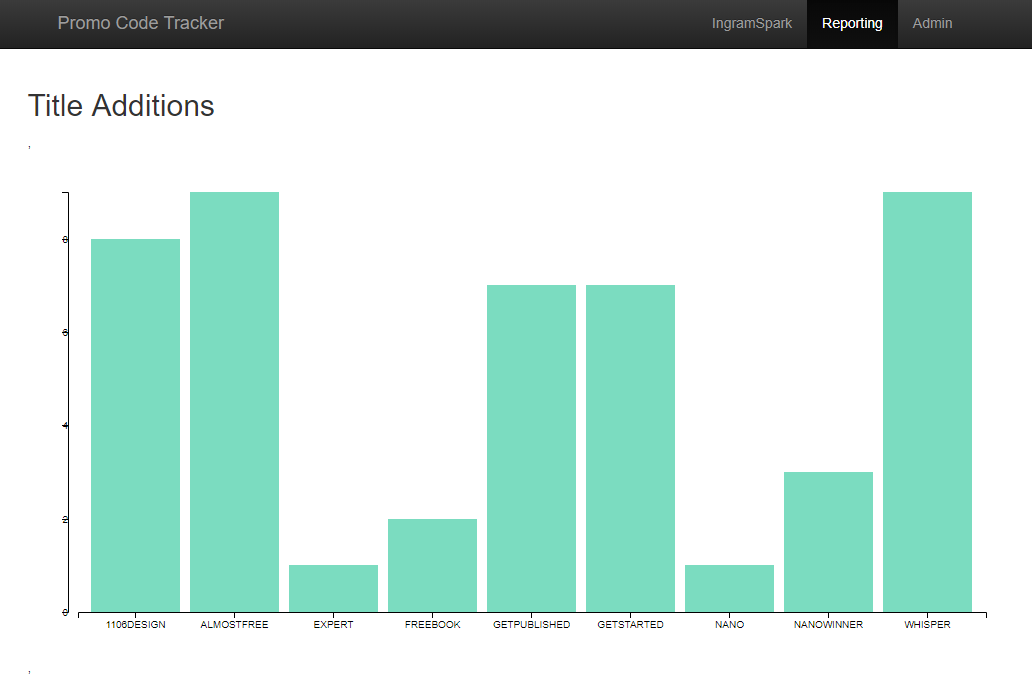 Promo Code Tracker IngramSpark Reporting Admin
Title Additions
,
8
6
4
2
0
1106DESIGN ALMOSTFREE EXPERT FREEBOOK GETPUBLISHED GETSTARTED NANO NANOWINNER WHISPER
,